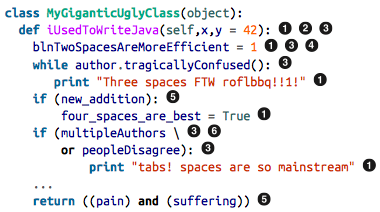 class MyGiganticUglyClass(object):
  def iUsedToWriteJava(self,x,y = 42): 1 2 3
    blnTwoSpacesAreMoreEfficient = 1 1 3 4
    while author.tragicallyConfused(): 3
       print "Three spaces FTW roflbbq!!1!" 1
    if (new_addition): 5
        four_spaces_are_best = True 1
    if (multipleAuthors \ 3 6
        or peopleDisagree): 3
            print "tabs! spaces are so mainstream" 1
    ...
    return ((pain) and (suffering)) 5